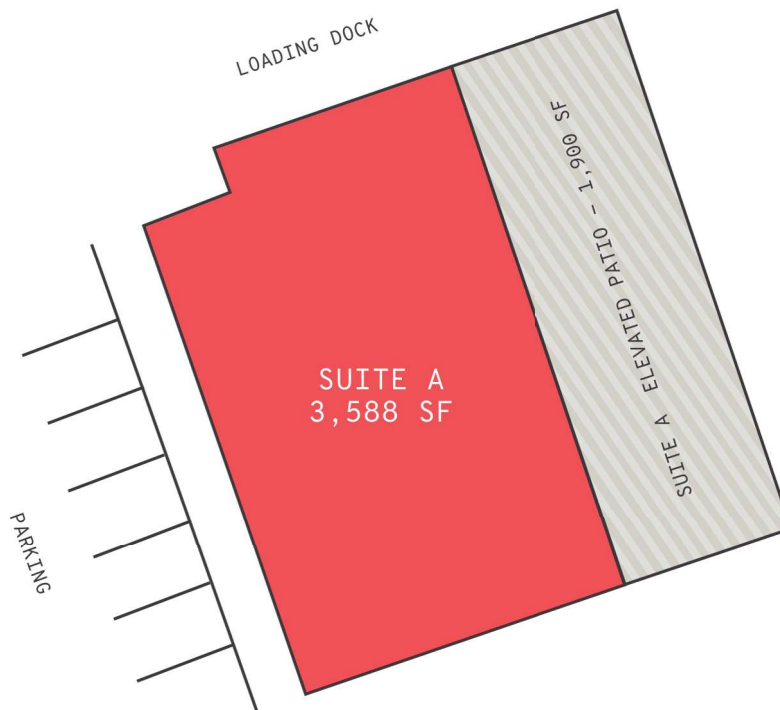 LOADING DOCK
SUITE A ELEVATED PATIO – 1,900 SF
SUITE A
3,588 SF
PARKING